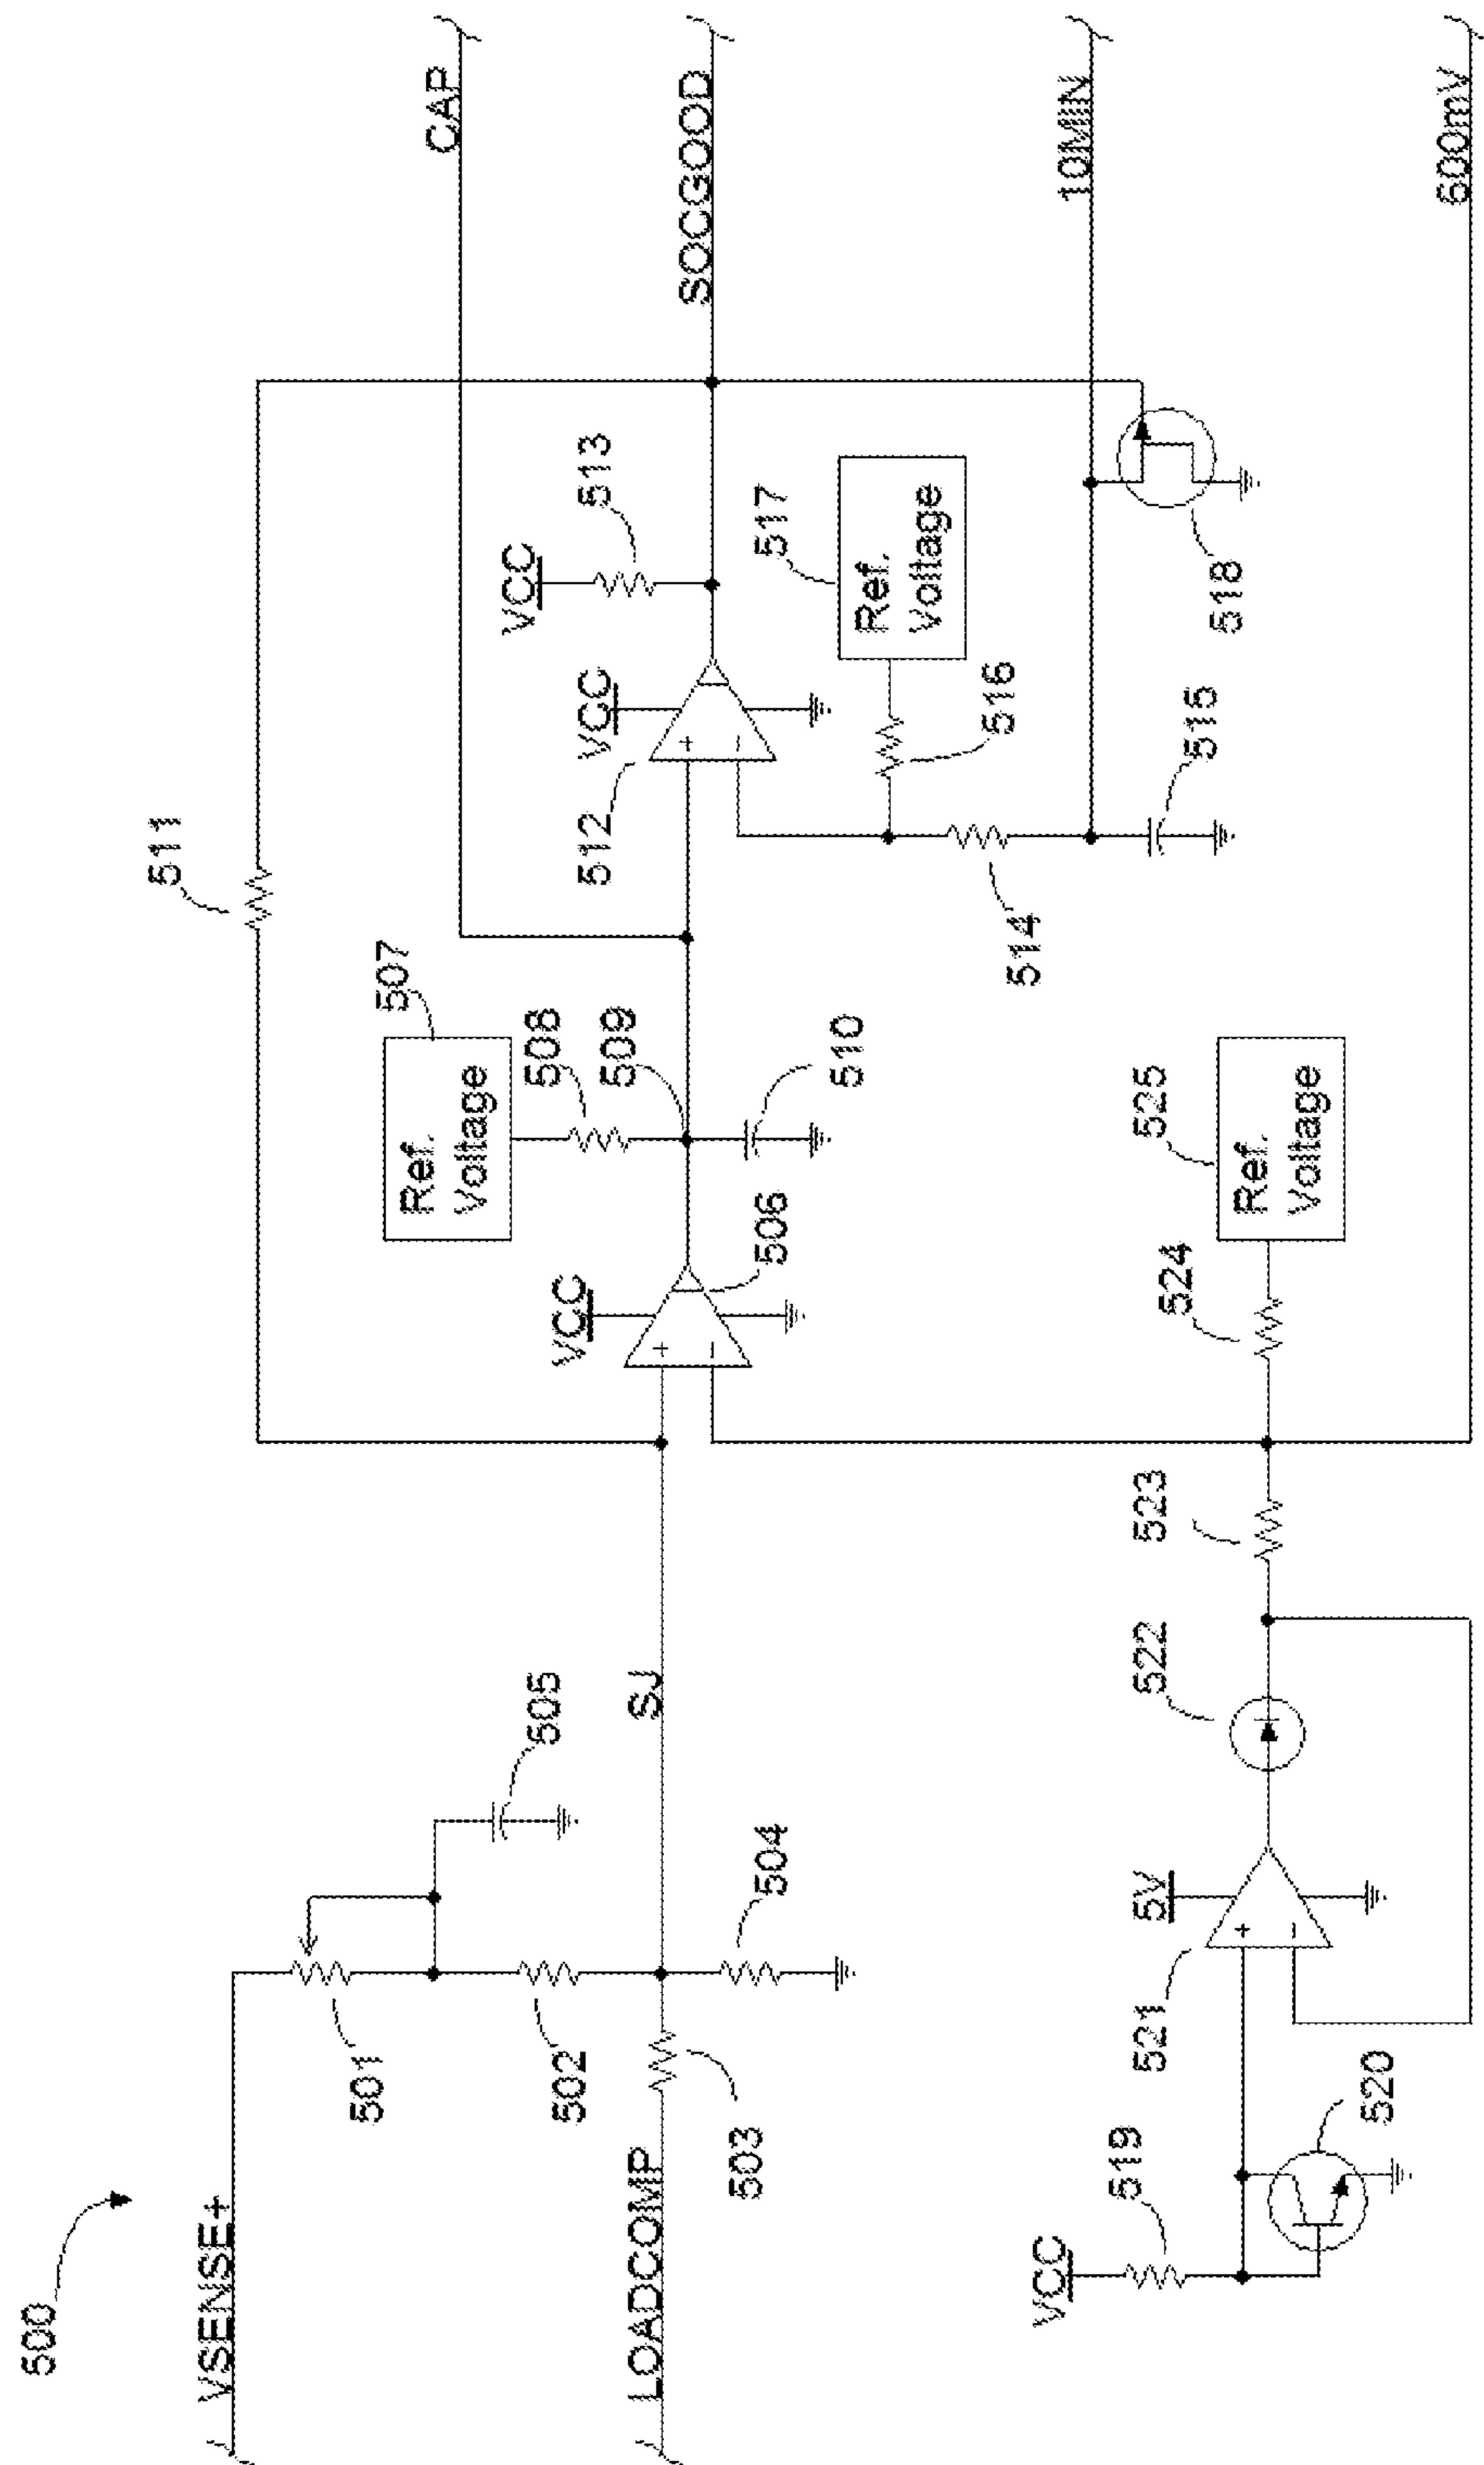 500
VSENSE+
501
502
505
LOADCOMP
503
504
SJ
511
507
Ref.
Voltage
508
509
510
VCC
506
CAP
SOCGOOD
VCC
513
VCC
512
517
Ref.
Voltage
516
514
515
518
10MIN
600mV
VCC
519
520
521
5V
522
523
524
525
Ref.
Voltage
+
−
+
−
+
−